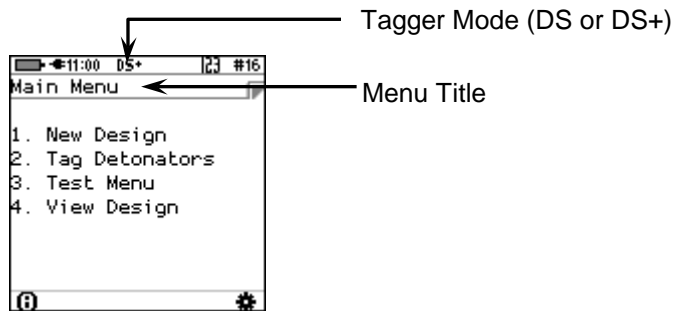 Tagger Mode (DS or DS+)
11:00 DS+ 123 #16
Main Menu
Menu Title
1. New Design
2. Tag Detonators
3. Test Menu
4. View Design